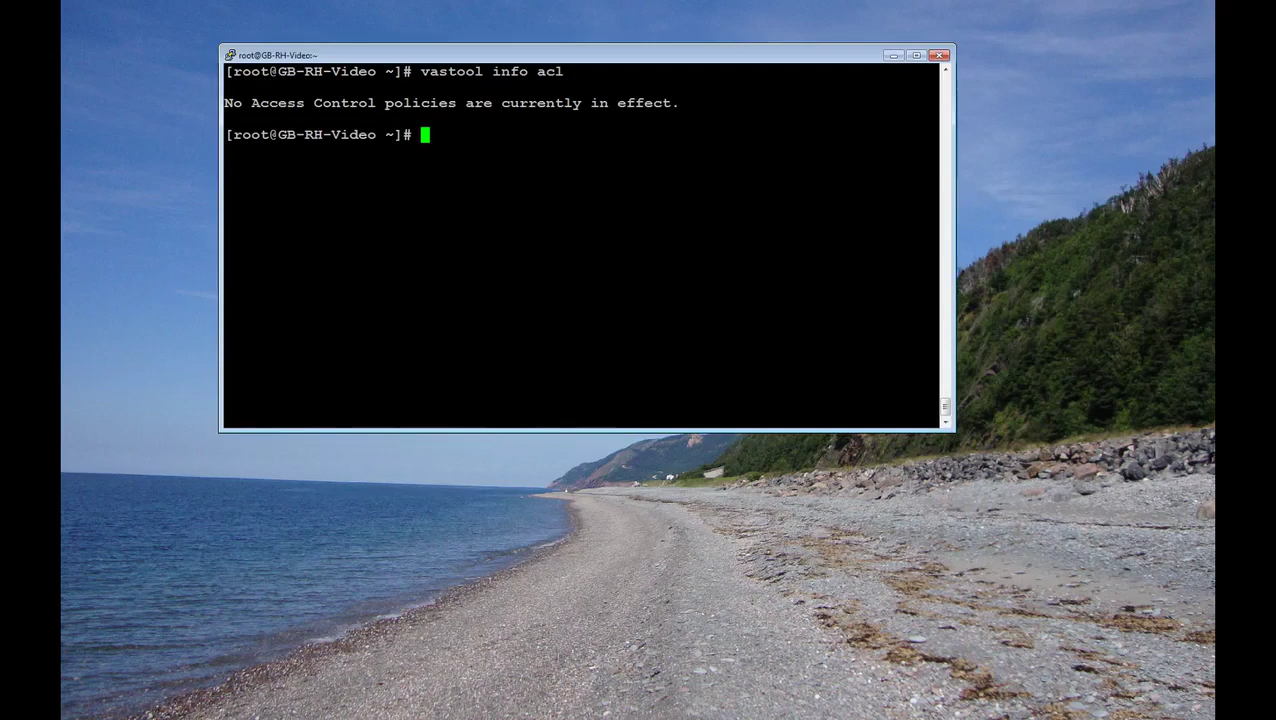 root@GB-RH-Video:~
[root@GB-RH-Video ~]# vastool info acl
No Access Control policies are currently in effect.
[root@GB-RH-Video ~]#